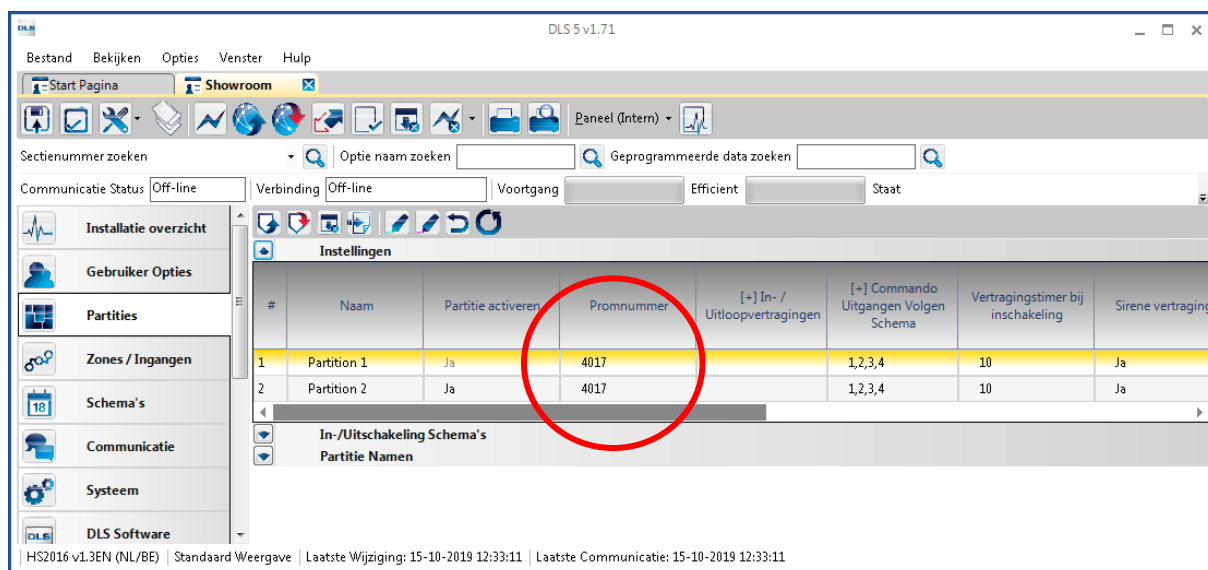 DLS
DLS 5 v1.71
Bestand Bekijken Opties Venster Hulp
Start Pagina Showroom
Paneel (Intern)
Sectienummer zoeken Optie naam zoeken Geprogrammeerde data zoeken
Communicatie Status Off-line Verbinding Off-line Voortgang Efficient Staat
Installatie overzicht
Gebruiker Opties
Partities
Zones / Ingangen
18 Schema's
Communicatie
Systeem
DLS DLS Software
Instellingen
# Naam Partitie activeren Promnummer [+] In- / Uitloopvertragingen [+] Commando Uitgangen Volgen Schema Vertragingstimer bij inschakeling Sirene vertraging
1 Partition 1 Ja 4017 1,2,3,4 10 Ja
2 Partition 2 Ja 4017 1,2,3,4 10 Ja
In-/Uitschakeling Schema's
Partitie Namen
HS2016 v1.3EN (NL/BE) Standaard Weergave Laatste Wijziging: 15-10-2019 12:33:11 Laatste Communicatie: 15-10-2019 12:33:11